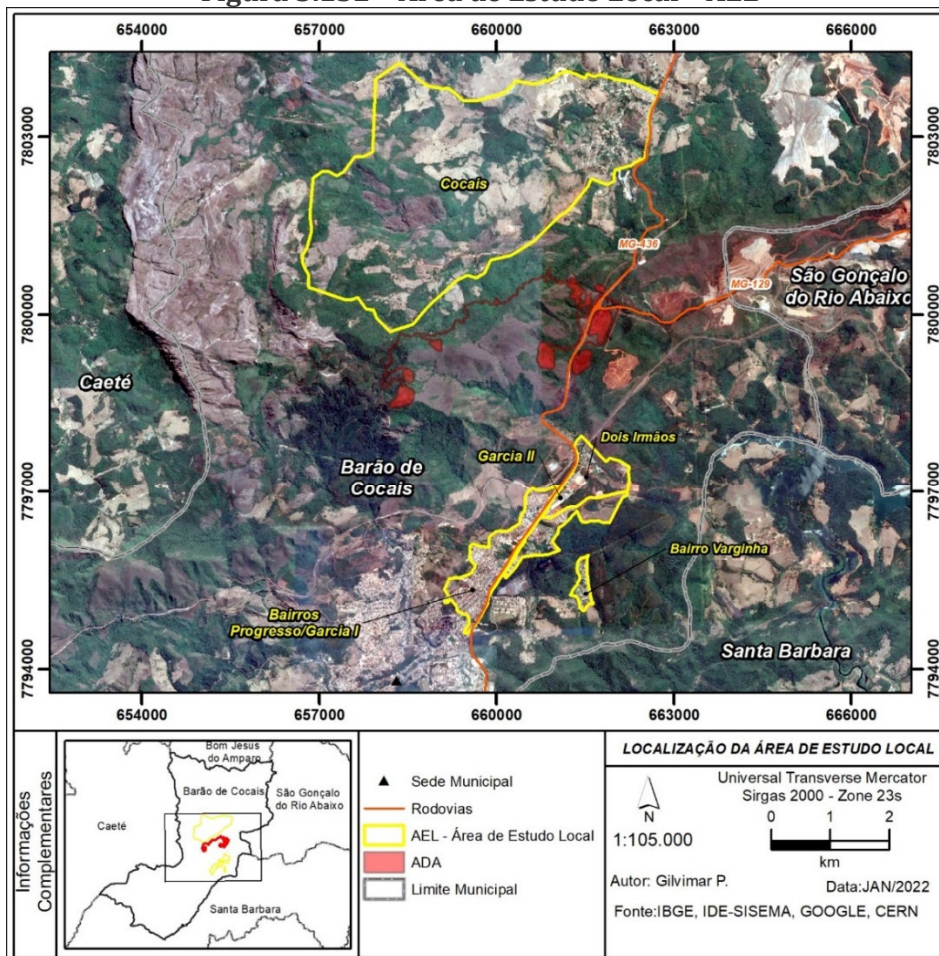 Figura 5.151 - Área de Estudo Local - AEL
654000 657000 660000 663000 666000
7803000 7803000
Cocais
MG-436
MG-129
São Gonçalo
do Rio Abaixo
7800000 7800000
Caeté
Dois Irmãos
Garcia II
Barão de
Cocais
7797000 7797000
Bairro Varginha
Bairros
Progresso/Garcia I
Santa Barbara
7794000 7794000
654000 657000 660000 663000 666000
Informações
Complementares
Bom Jesus
do Amparo
Barão de Cocais
São Gonçalo
do Rio Abaixo
Caeté
Santa Barbara
Sede Municipal
Rodovias
AEL - Área de Estudo Local
ADA
Limite Municipal
LOCALIZAÇÃO DA ÁREA DE ESTUDO LOCAL
Universal Transverse Mercator
Sirgas 2000 - Zone 23s
N
1:105.000
0 1 2
km
Autor: Gilvimar P.
Data:JAN/2022
Fonte:IBGE, IDE-SISEMA, GOOGLE, CERN